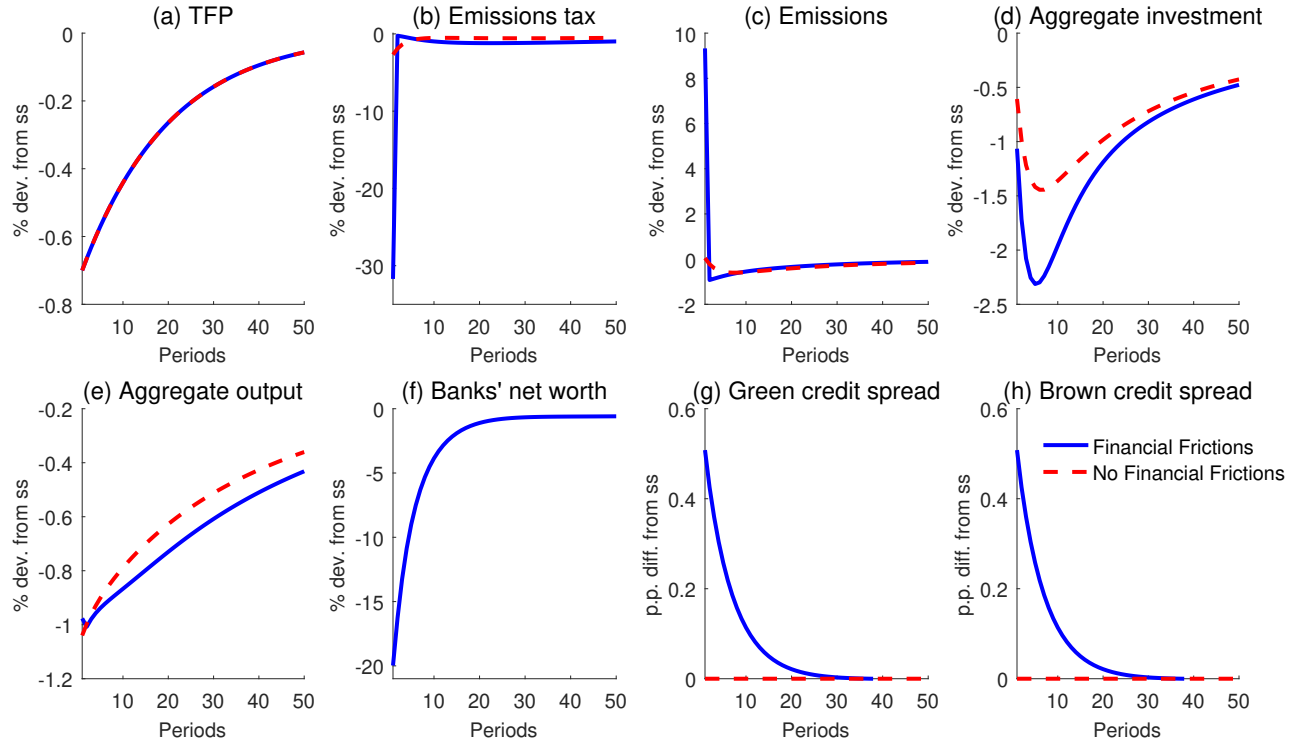 (a) TFP
% dev. from ss
0
-0.2
-0.4
-0.6
-0.8
10 20 30 40 50
Periods
(b) Emissions tax
% dev. from ss
0
-10
-20
-30
10 20 30 40 50
Periods
(c) Emissions
% dev. from ss
10
8
6
4
2
0
-2
10 20 30 40 50
Periods
(d) Aggregate investment
% dev. from ss
0
-0.5
-1
-1.5
-2
-2.5
10 20 30 40 50
Periods
(e) Aggregate output
% dev. from ss
-0.2
-0.4
-0.6
-0.8
-1
-1.2
10 20 30 40 50
Periods
(f) Banks' net worth
% dev. from ss
0
-5
-10
-15
-20
10 20 30 40 50
Periods
(g) Green credit spread
p.p. diff. from ss
0.6
0.4
0.2
0
10 20 30 40 50
Periods
(h) Brown credit spread
p.p. diff. from ss
0.6
0.4
0.2
0
10 20 30 40 50
Periods
Financial Frictions
No Financial Frictions